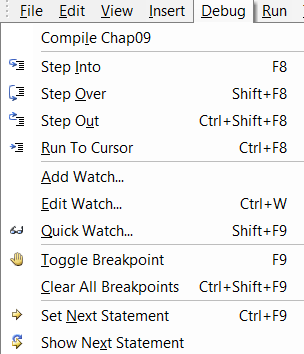 File Edit View Insert Debug Run
Compile Chap09
Step Into F8
Step Over Shift+F8
Step Out Ctrl+Shift+F8
Run To Cursor Ctrl+F8
Add Watch...
Edit Watch... Ctrl+W
Quick Watch... Shift+F9
Toggle Breakpoint F9
Clear All Breakpoints Ctrl+Shift+F9
Set Next Statement Ctrl+F9
Show Next Statement